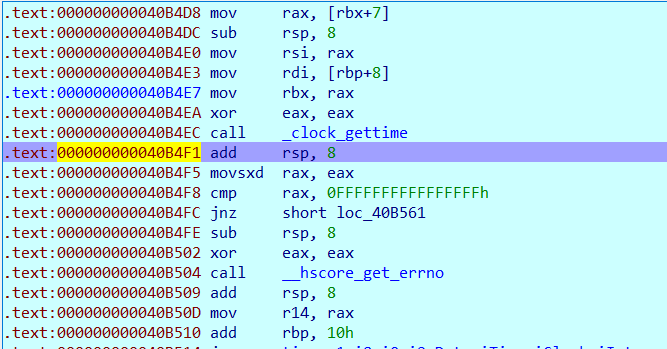 .text:000000000040B4D8 mov rax, [rbx+7]
.text:000000000040B4DC sub rsp, 8
.text:000000000040B4E0 mov rsi, rax
.text:000000000040B4E3 mov rdi, [rbp+8]
.text:000000000040B4E7 mov rbx, rax
.text:000000000040B4EA xor eax, eax
.text:000000000040B4EC call _clock_gettime
.text:000000000040B4F1 add rsp, 8
.text:000000000040B4F5 movsxd rax, eax
.text:000000000040B4F8 cmp rax, 0FFFFFFFFFFFFFFFFh
.text:000000000040B4FC jnz short loc_40B561
.text:000000000040B4FE sub rsp, 8
.text:000000000040B502 xor eax, eax
.text:000000000040B504 call __hscore_get_errno
.text:000000000040B509 add rsp, 8
.text:000000000040B50D mov r14, rax
.text:000000000040B510 add rbp, 10h